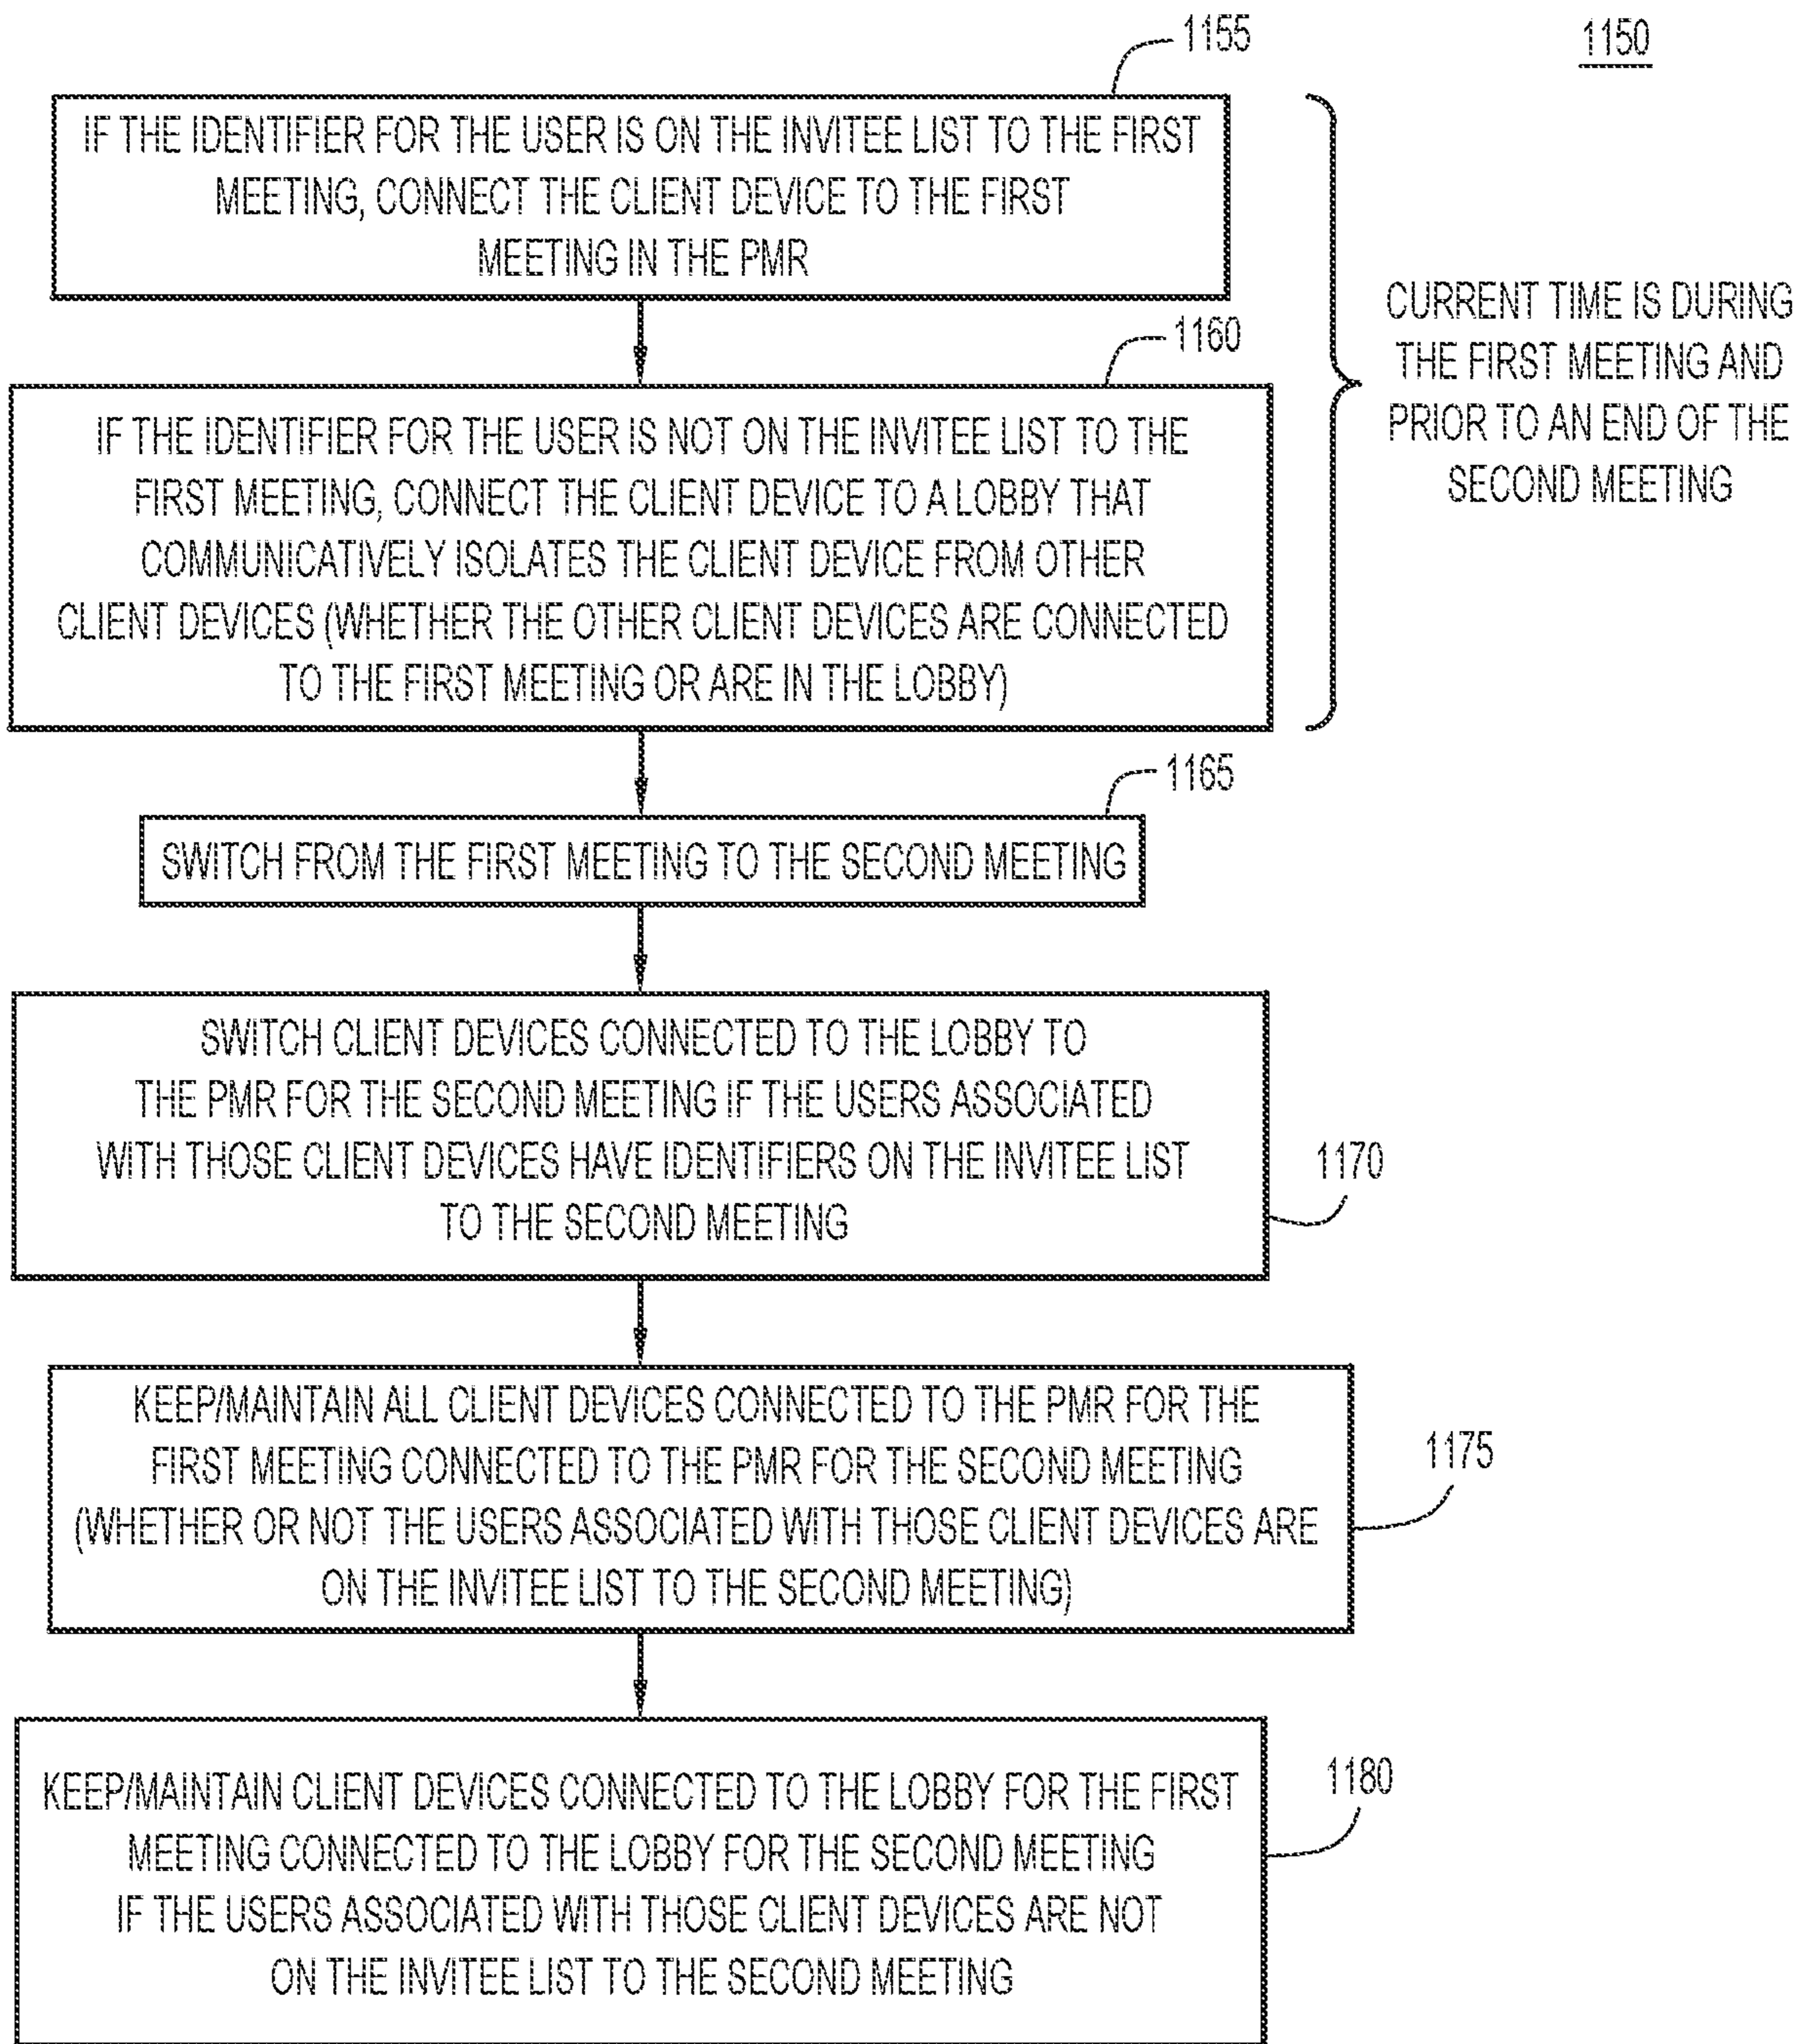 1150
1155
IF THE IDENTIFIER FOR THE USER IS ON THE INVITEE LIST TO THE FIRST
MEETING, CONNECT THE CLIENT DEVICE TO THE FIRST
MEETING IN THE PMR
1160
IF THE IDENTIFIER FOR THE USER IS NOT ON THE INVITEE LIST TO THE
FIRST MEETING, CONNECT THE CLIENT DEVICE TO A LOBBY THAT
COMMUNICATIVELY ISOLATES THE CLIENT DEVICE FROM OTHER
CLIENT DEVICES (WHETHER THE OTHER CLIENT DEVICES ARE CONNECTED
TO THE FIRST MEETING OR ARE IN THE LOBBY)
CURRENT TIME IS DURING
THE FIRST MEETING AND
PRIOR TO AN END OF THE
SECOND MEETING
1165
SWITCH FROM THE FIRST MEETING TO THE SECOND MEETING
SWITCH CLIENT DEVICES CONNECTED TO THE LOBBY TO
THE PMR FOR THE SECOND MEETING IF THE USERS ASSOCIATED
WITH THOSE CLIENT DEVICES HAVE IDENTIFIERS ON THE INVITEE LIST
TO THE SECOND MEETING
1170
KEEP/MAINTAIN ALL CLIENT DEVICES CONNECTED TO THE PMR FOR THE
FIRST MEETING CONNECTED TO THE PMR FOR THE SECOND MEETING
(WHETHER OR NOT THE USERS ASSOCIATED WITH THOSE CLIENT DEVICES ARE
ON THE INVITEE LIST TO THE SECOND MEETING)
1175
KEEP/MAINTAIN CLIENT DEVICES CONNECTED TO THE LOBBY FOR THE FIRST
MEETING CONNECTED TO THE LOBBY FOR THE SECOND MEETING
IF THE USERS ASSOCIATED WITH THOSE CLIENT DEVICES ARE NOT
ON THE INVITEE LIST TO THE SECOND MEETING
1180